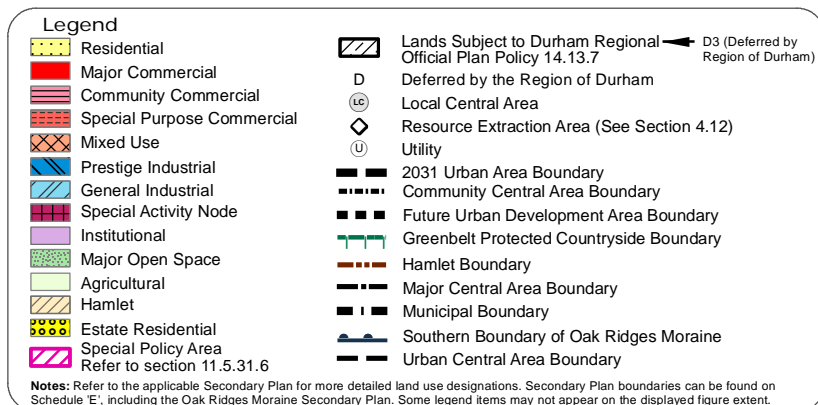 Legend
Residential
Major Commercial
Community Commercial
Special Purpose Commercial
Mixed Use
Prestige Industrial
General Industrial
Special Activity Node
Institutional
Major Open Space
Agricultural
Hamlet
Estate Residential
Special Policy Area
Refer to section 11.5.31.6
Lands Subject to Durham Regional
Official Plan Policy 14.13.7
D3 (Deferred by
Region of Durham)
D Deferred by the Region of Durham
LC Local Central Area
Resource Extraction Area (See Section 4.12)
U Utility
2031 Urban Area Boundary
Community Central Area Boundary
Future Urban Development Area Boundary
Greenbelt Protected Countryside Boundary
Hamlet Boundary
Major Central Area Boundary
Municipal Boundary
Southern Boundary of Oak Ridges Moraine
Urban Central Area Boundary
Notes: Refer to the applicable Secondary Plan for more detailed land use designations. Secondary Plan boundaries can be found on
Schedule 'E', including the Oak Ridges Moraine Secondary Plan. Some legend items may not appear on the displayed figure extent.